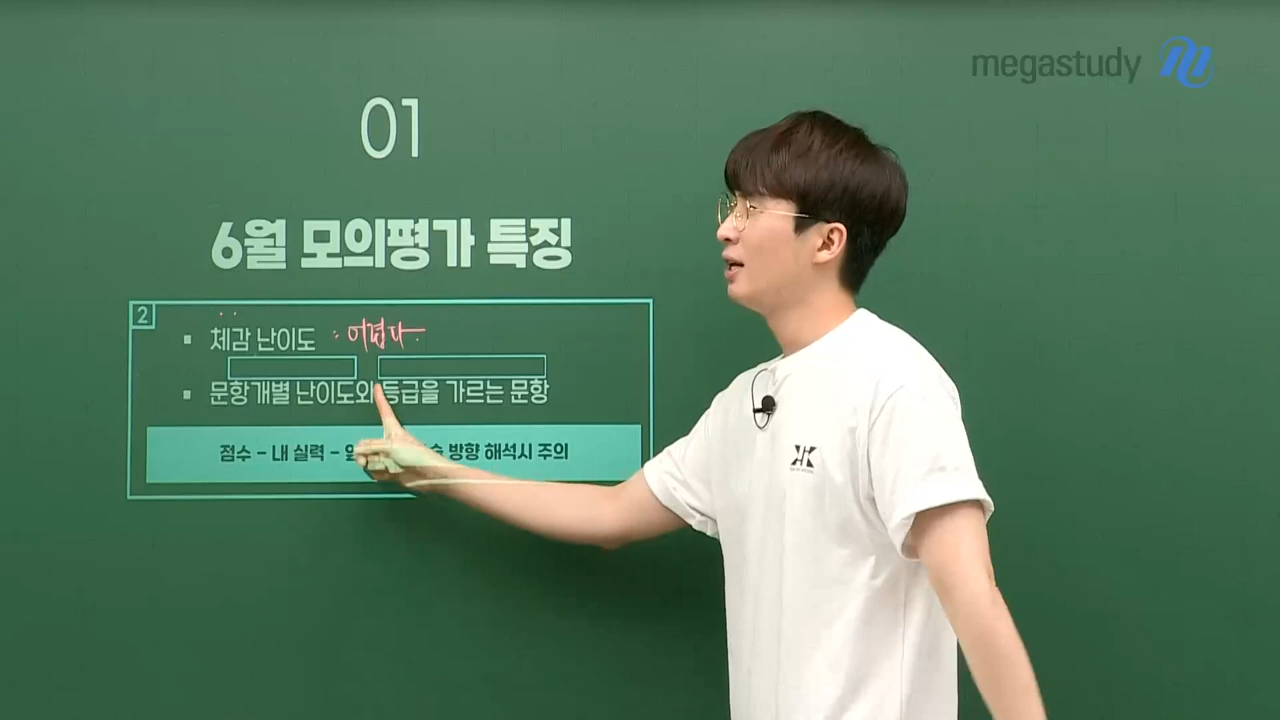 megastudy
01
6월 모의평가 특징
2
▪ 체감 난이도 : 어렵다
▪ 문항개별 난이도와 등급을 가르는 문항
점수 - 내 실력 - 방향 해석시 주의